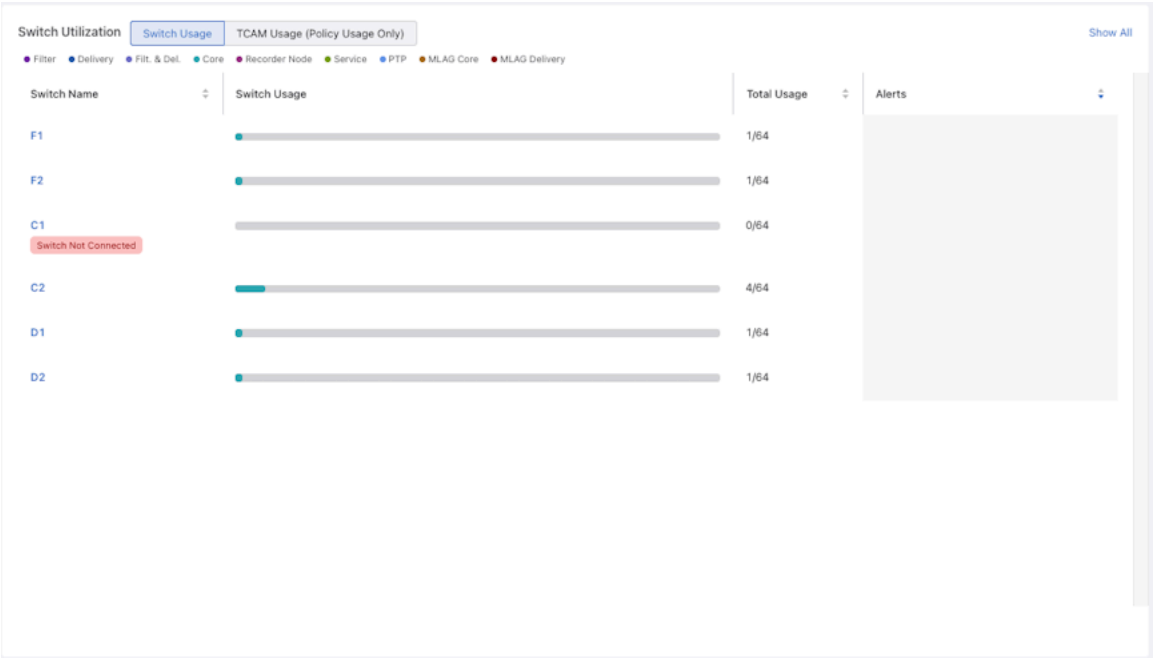 Switch Utilization Switch Usage TCAM Usage (Policy Usage Only) Show All
Filter Delivery Filt. & Del. Core Recorder Node Service PTP MLAG Core MLAG Delivery
Switch Name Switch Usage Total Usage Alerts
F1 1/64
F2 1/64
C1 0/64
Switch Not Connected
C2 4/64
D1 1/64
D2 1/64